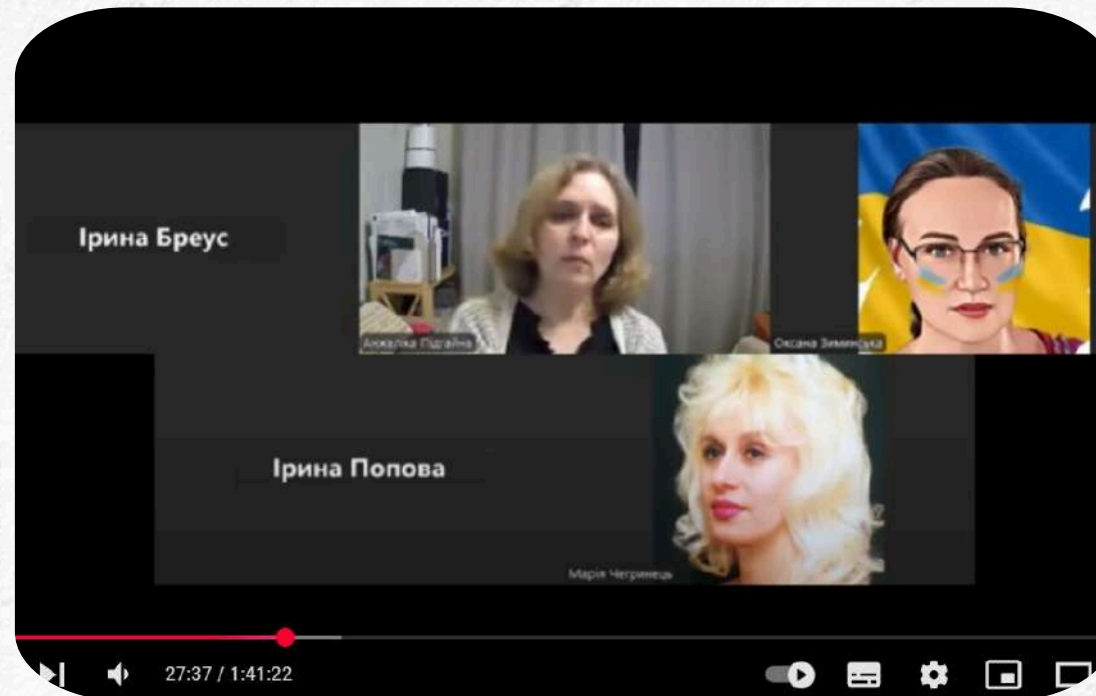 Ірина Бреус
Анжеліка Підгайна
Оксана Зиминська
Ірина Попова
Марія Чегринець
27:37 / 1:41:22